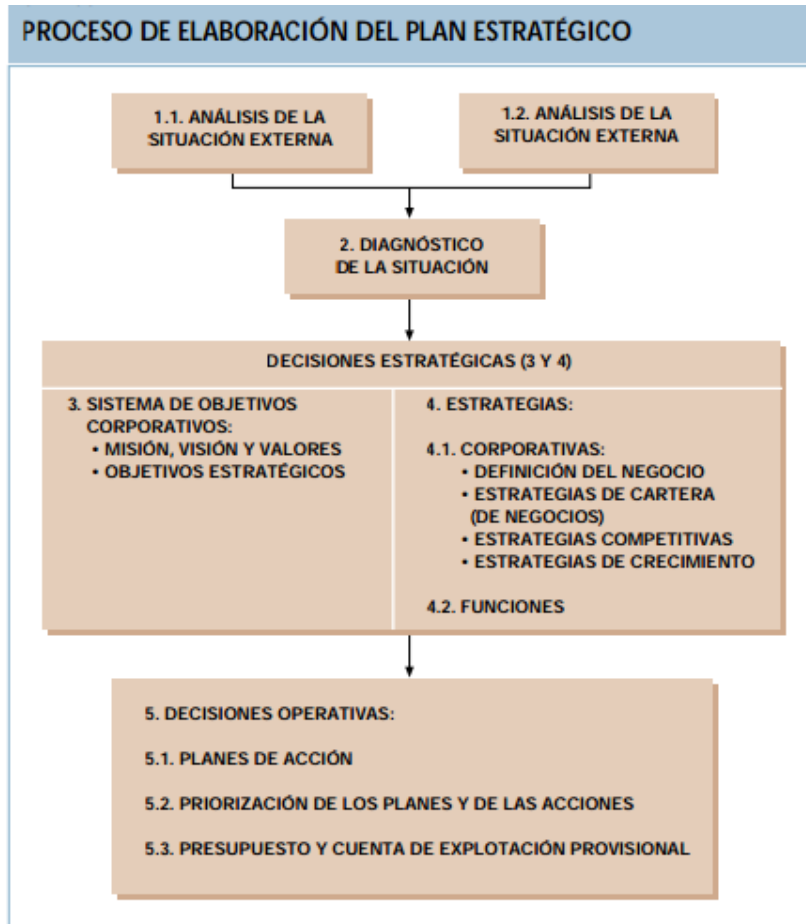 PROCESO DE ELABORACIÓN DEL PLAN ESTRATÉGICO
1.1. ANÁLISIS DE LA
SITUACIÓN EXTERNA
1.2. ANÁLISIS DE LA
SITUACIÓN EXTERNA
2. DIAGNÓSTICO
DE LA SITUACIÓN
DECISIONES ESTRATÉGICAS (3 Y 4)
3. SISTEMA DE OBJETIVOS
CORPORATIVOS:
• MISIÓN, VISIÓN Y VALORES
• OBJETIVOS ESTRATÉGICOS
4. ESTRATEGIAS:
4.1. CORPORATIVAS:
• DEFINICIÓN DEL NEGOCIO
• ESTRATEGIAS DE CARTERA
(DE NEGOCIOS)
• ESTRATEGIAS COMPETITIVAS
• ESTRATEGIAS DE CRECIMIENTO
4.2. FUNCIONES
5. DECISIONES OPERATIVAS:
5.1. PLANES DE ACCIÓN
5.2. PRIORIZACIÓN DE LOS PLANES Y DE LAS ACCIONES
5.3. PRESUPUESTO Y CUENTA DE EXPLOTACIÓN PROVISIONAL